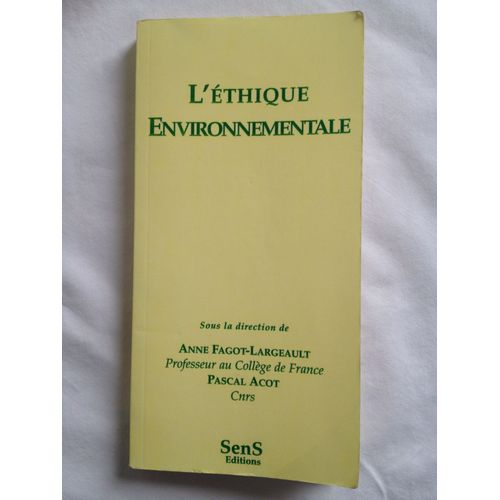 L'ÉTHIQUE
ENVIRONNEMENTALE
Sous la direction de
ANNE FAGOT-LARGEAULT
Professeur au Collège de France
PASCAL ACOT
Cnrs
SenS
Editions